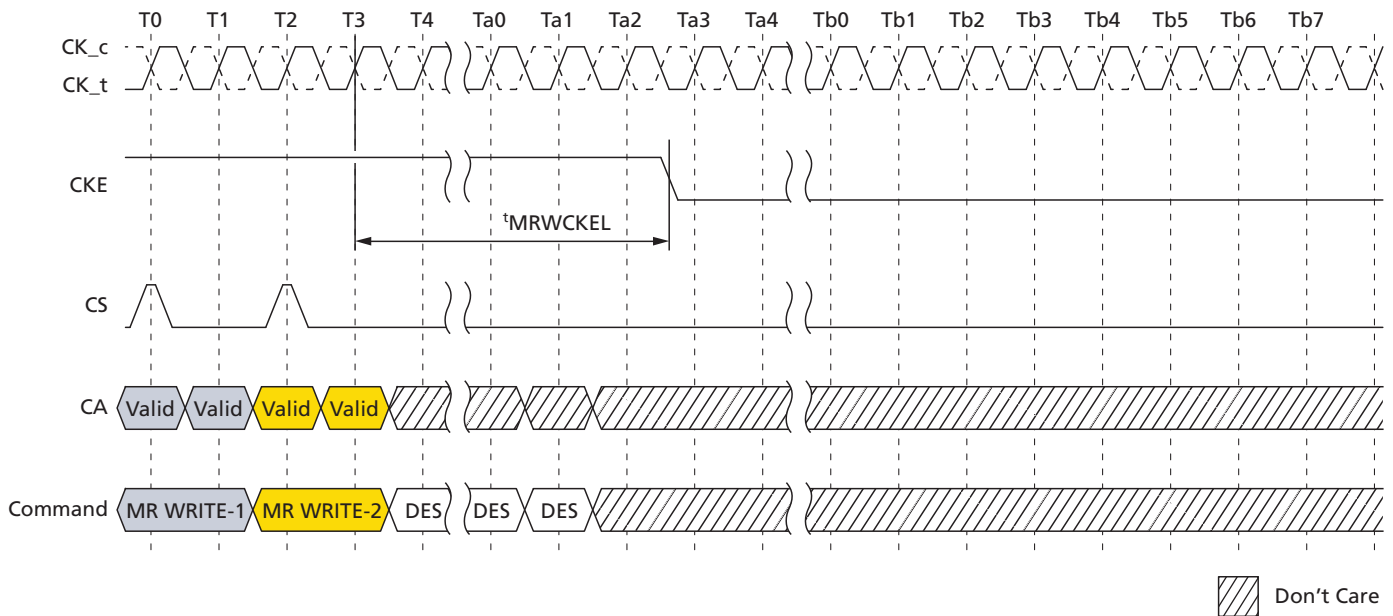 T0 T1 T2 T3 T4 Ta0 Ta1 Ta2 Ta3 Ta4 Tb0 Tb1 Tb2 Tb3 Tb4 Tb5 Tb6 Tb7
CK_c
CK_t
CKE
tMRWCKEL
CS
CA Valid Valid Valid Valid
Command MR WRITE-1 MR WRITE-2 DES DES DES
Don't Care